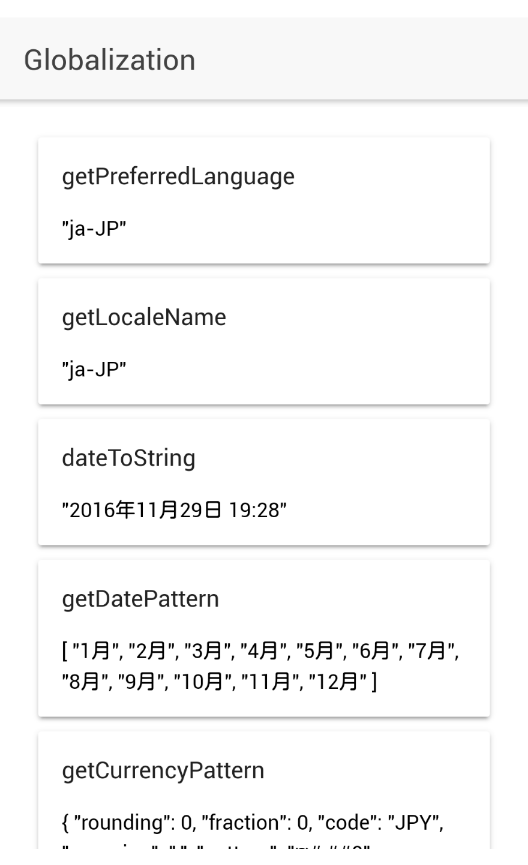 Globalization
getPreferredLanguage
"ja-JP"
getLocaleName
"ja-JP"
dateToString
"2016年11月29日 19:28"
getDatePattern
[ "1月", "2月", "3月", "4月", "5月", "6月", "7月",
"8月", "9月", "10月", "11月", "12月" ]
getCurrencyPattern
{ "rounding": 0, "fraction": 0, "code": "JPY",